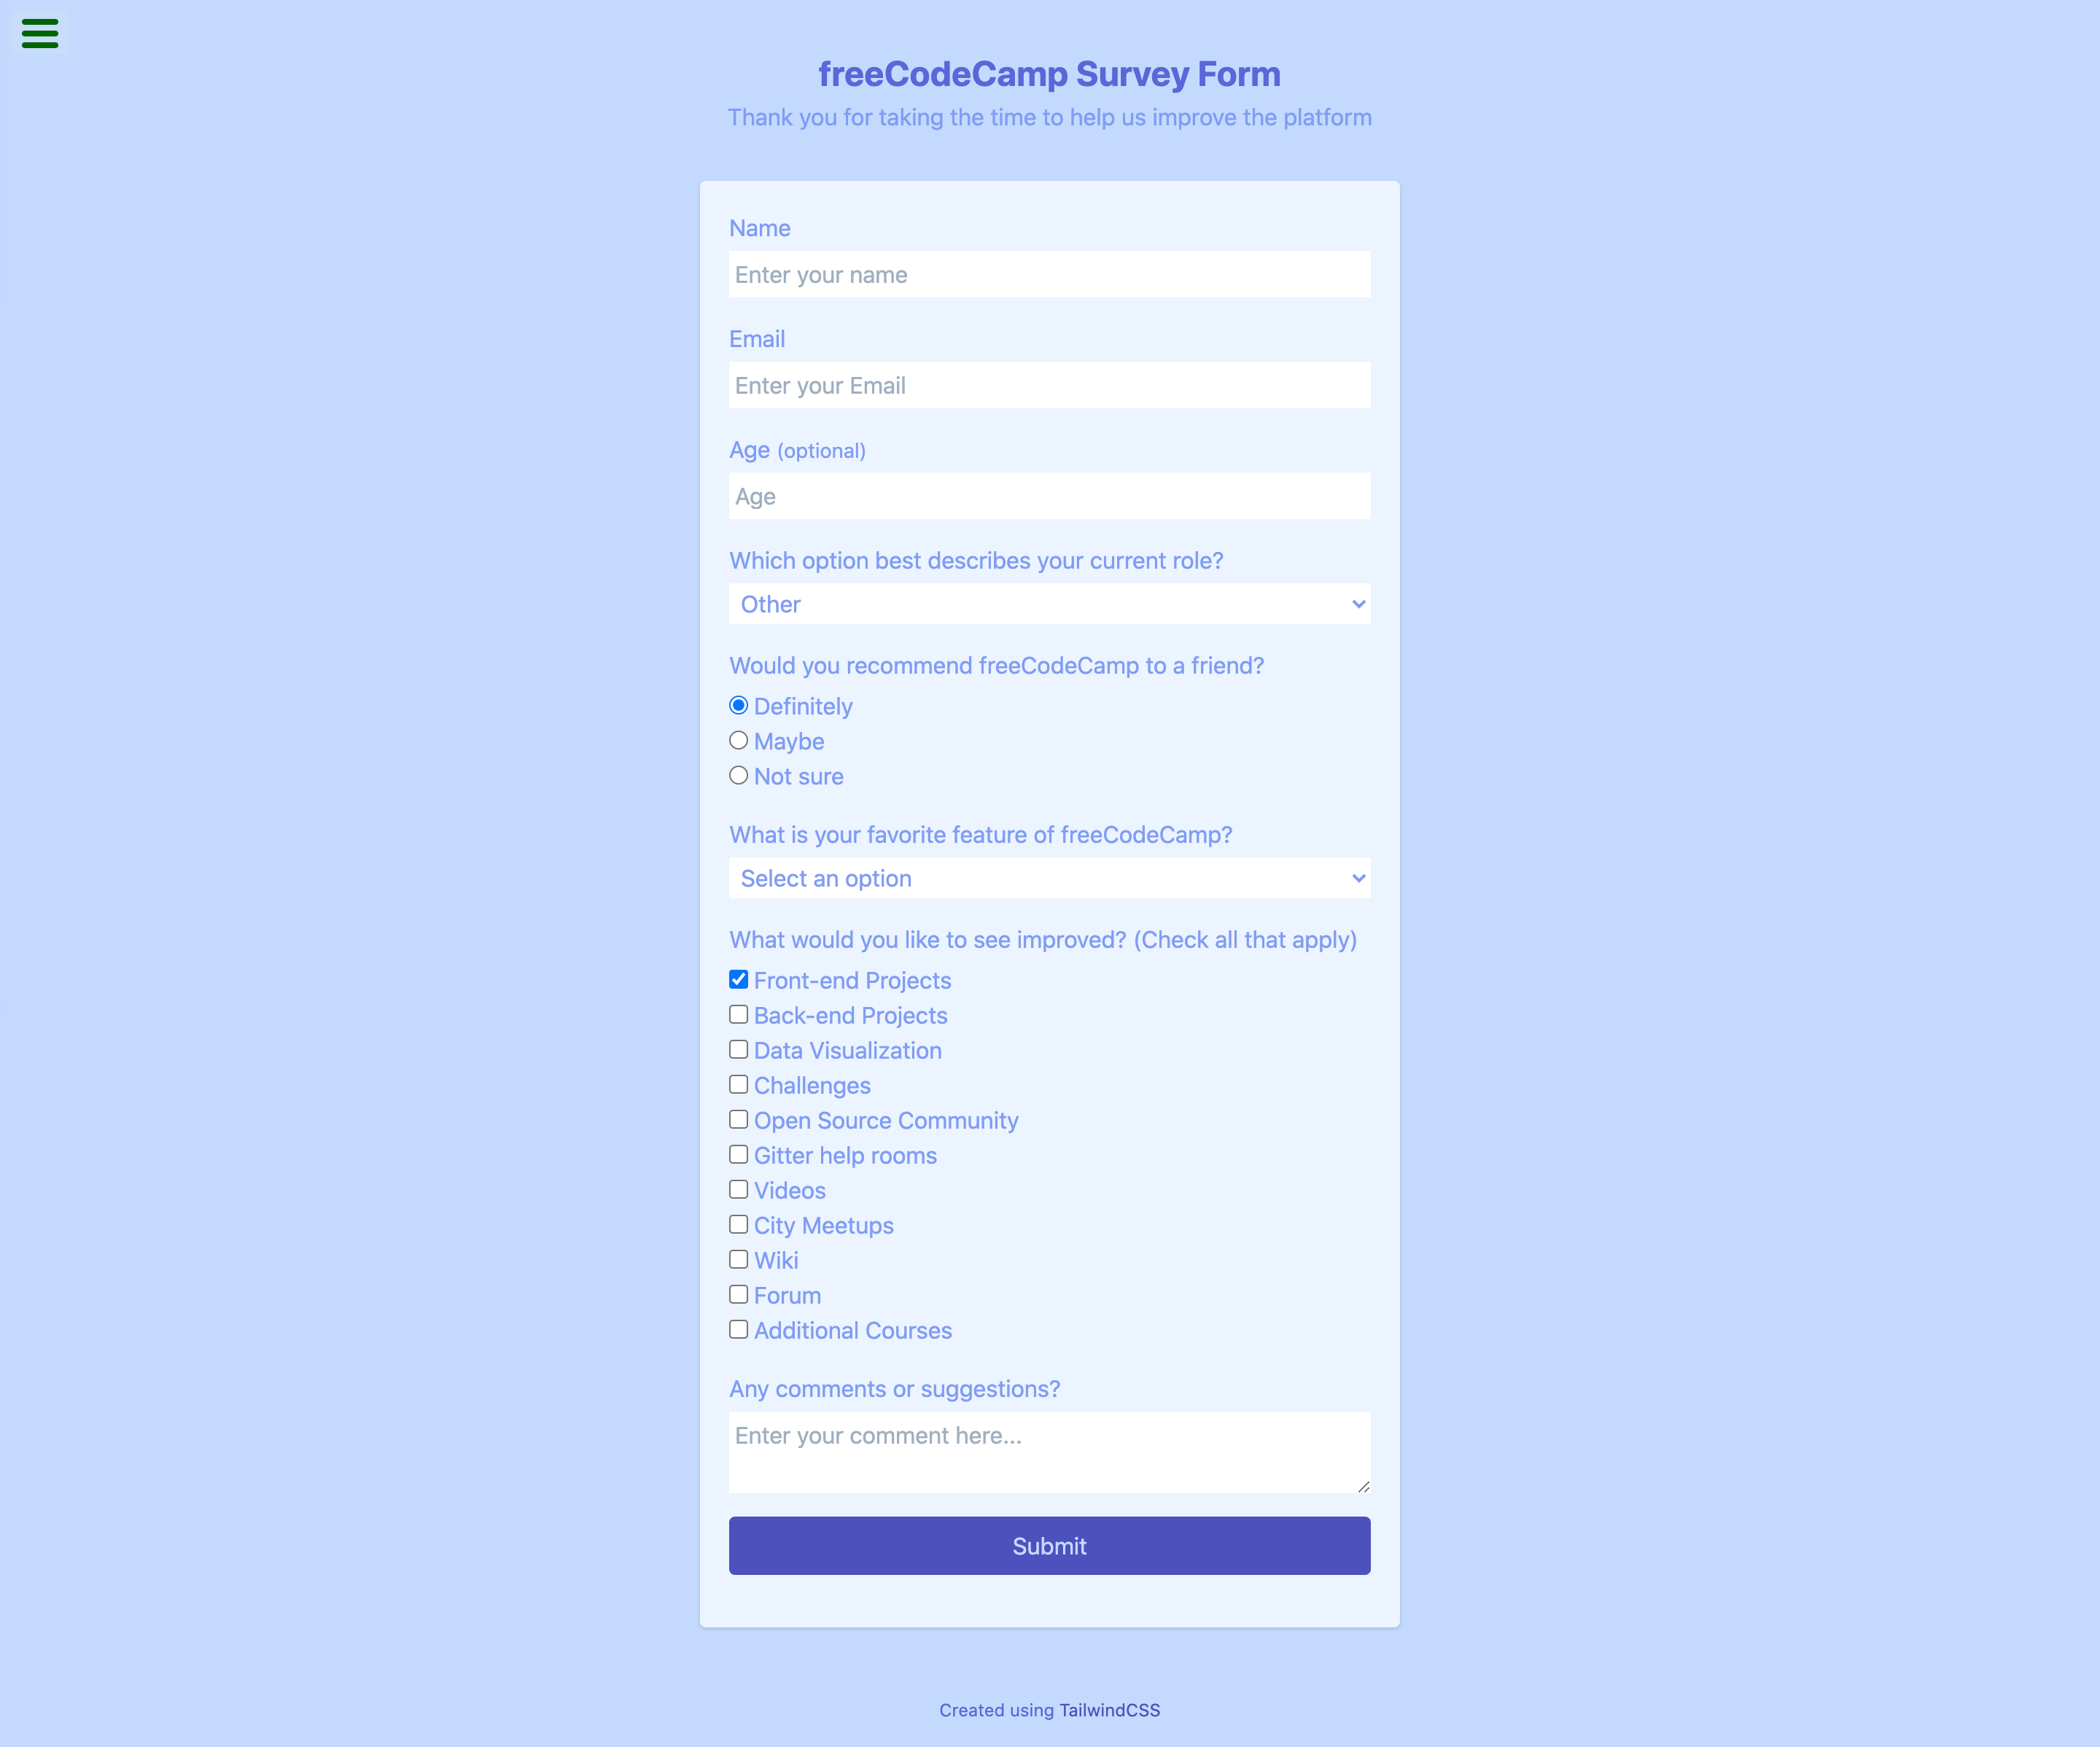 freeCodeCamp Survey Form
Thank you for taking the time to help us improve the platform
Name
Enter your name
Email
Enter your Email
Age (optional)
Age
Which option best describes your current role?
Other
Would you recommend freeCodeCamp to a friend?
Definitely
Maybe
Not sure
What is your favorite feature of freeCodeCamp?
Select an option
What would you like to see improved? (Check all that apply)
Front-end Projects
Back-end Projects
Data Visualization
Challenges
Open Source Community
Gitter help rooms
Videos
City Meetups
Wiki
Forum
Additional Courses
Any comments or suggestions?
Enter your comment here...
Submit
Created using TailwindCSS